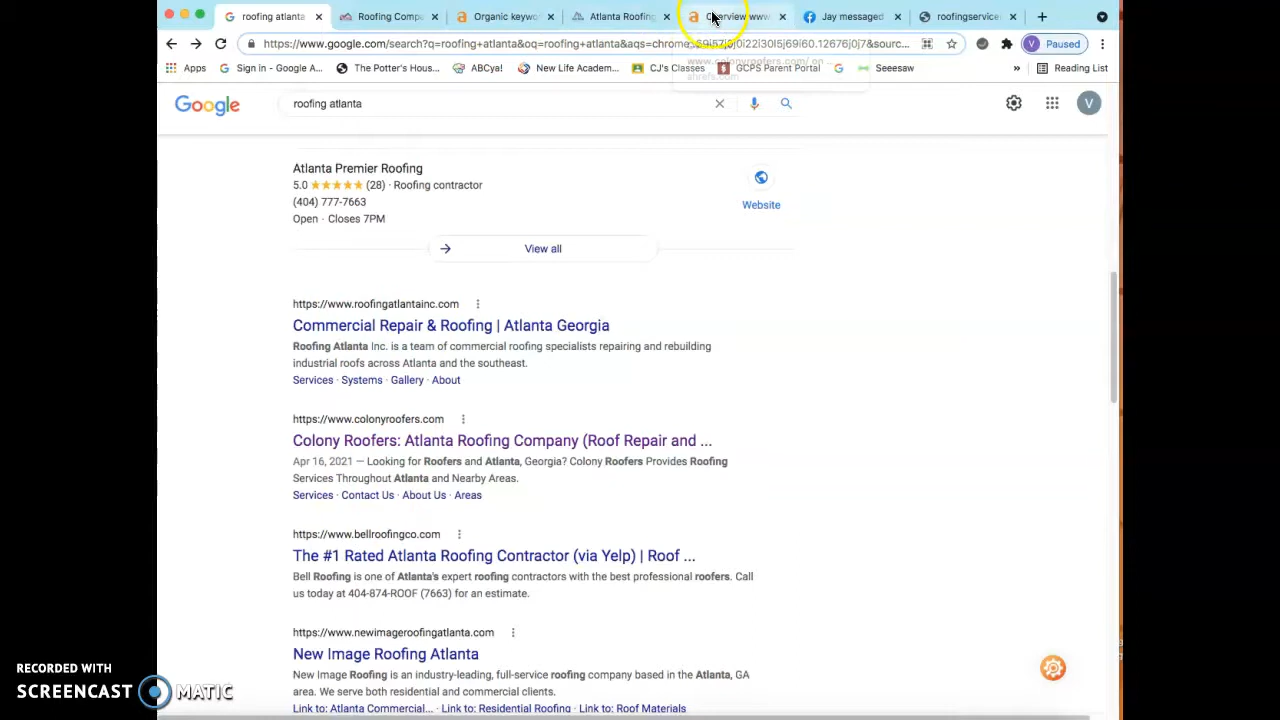 roofing atlanta
Roofing Compa
Organic keywo
Atlanta Roofing
Overview www
Jay messaged
roofingservice
https://www.google.com/search?q=roofing+atlanta&oq=roofing+atlanta&aqs=chrome..69i57j0i22i30l5j69i60.12676j0j7&sourc...
Paused
Apps
Sign in - Google A...
The Potter's Hous...
ABCya!
New Life Academ...
CJ's Classes
GCPS Parent Portal
Seesaw
»
Reading List
www.colonyroofers.com/ on ...
ahrefs.com
Google
roofing atlanta
V
Atlanta Premier Roofing
5.0 ★★★★★ (28) · Roofing contractor
(404) 777-7663
Open · Closes 7PM
Website
View all
https://www.roofingatlantainc.com
Commercial Repair & Roofing | Atlanta Georgia
Roofing Atlanta Inc. is a team of commercial roofing specialists repairing and rebuilding
industrial roofs across Atlanta and the southeast.
Services · Systems · Gallery · About
https://www.colonyroofers.com
Colony Roofers: Atlanta Roofing Company (Roof Repair and ...
Apr 16, 2021 — Looking for Roofers and Atlanta, Georgia? Colony Roofers Provides Roofing
Services Throughout Atlanta and Nearby Areas.
Services · Contact Us · About Us · Areas
https://www.bellroofingco.com
The #1 Rated Atlanta Roofing Contractor (via Yelp) | Roof ...
Bell Roofing is one of Atlanta's expert roofing contractors with the best professional roofers. Call
us today at 404-874-ROOF (7663) for an estimate.
https://www.newimageroofingatlanta.com
New Image Roofing Atlanta
New Image Roofing is an industry-leading, full-service roofing company based in the Atlanta, GA
area. We serve both residential and commercial clients.
Link to: Atlanta Commercial... · Link to: Residential Roofing · Link to: Roof Materials
RECORDED WITH
SCREENCAST MATIC